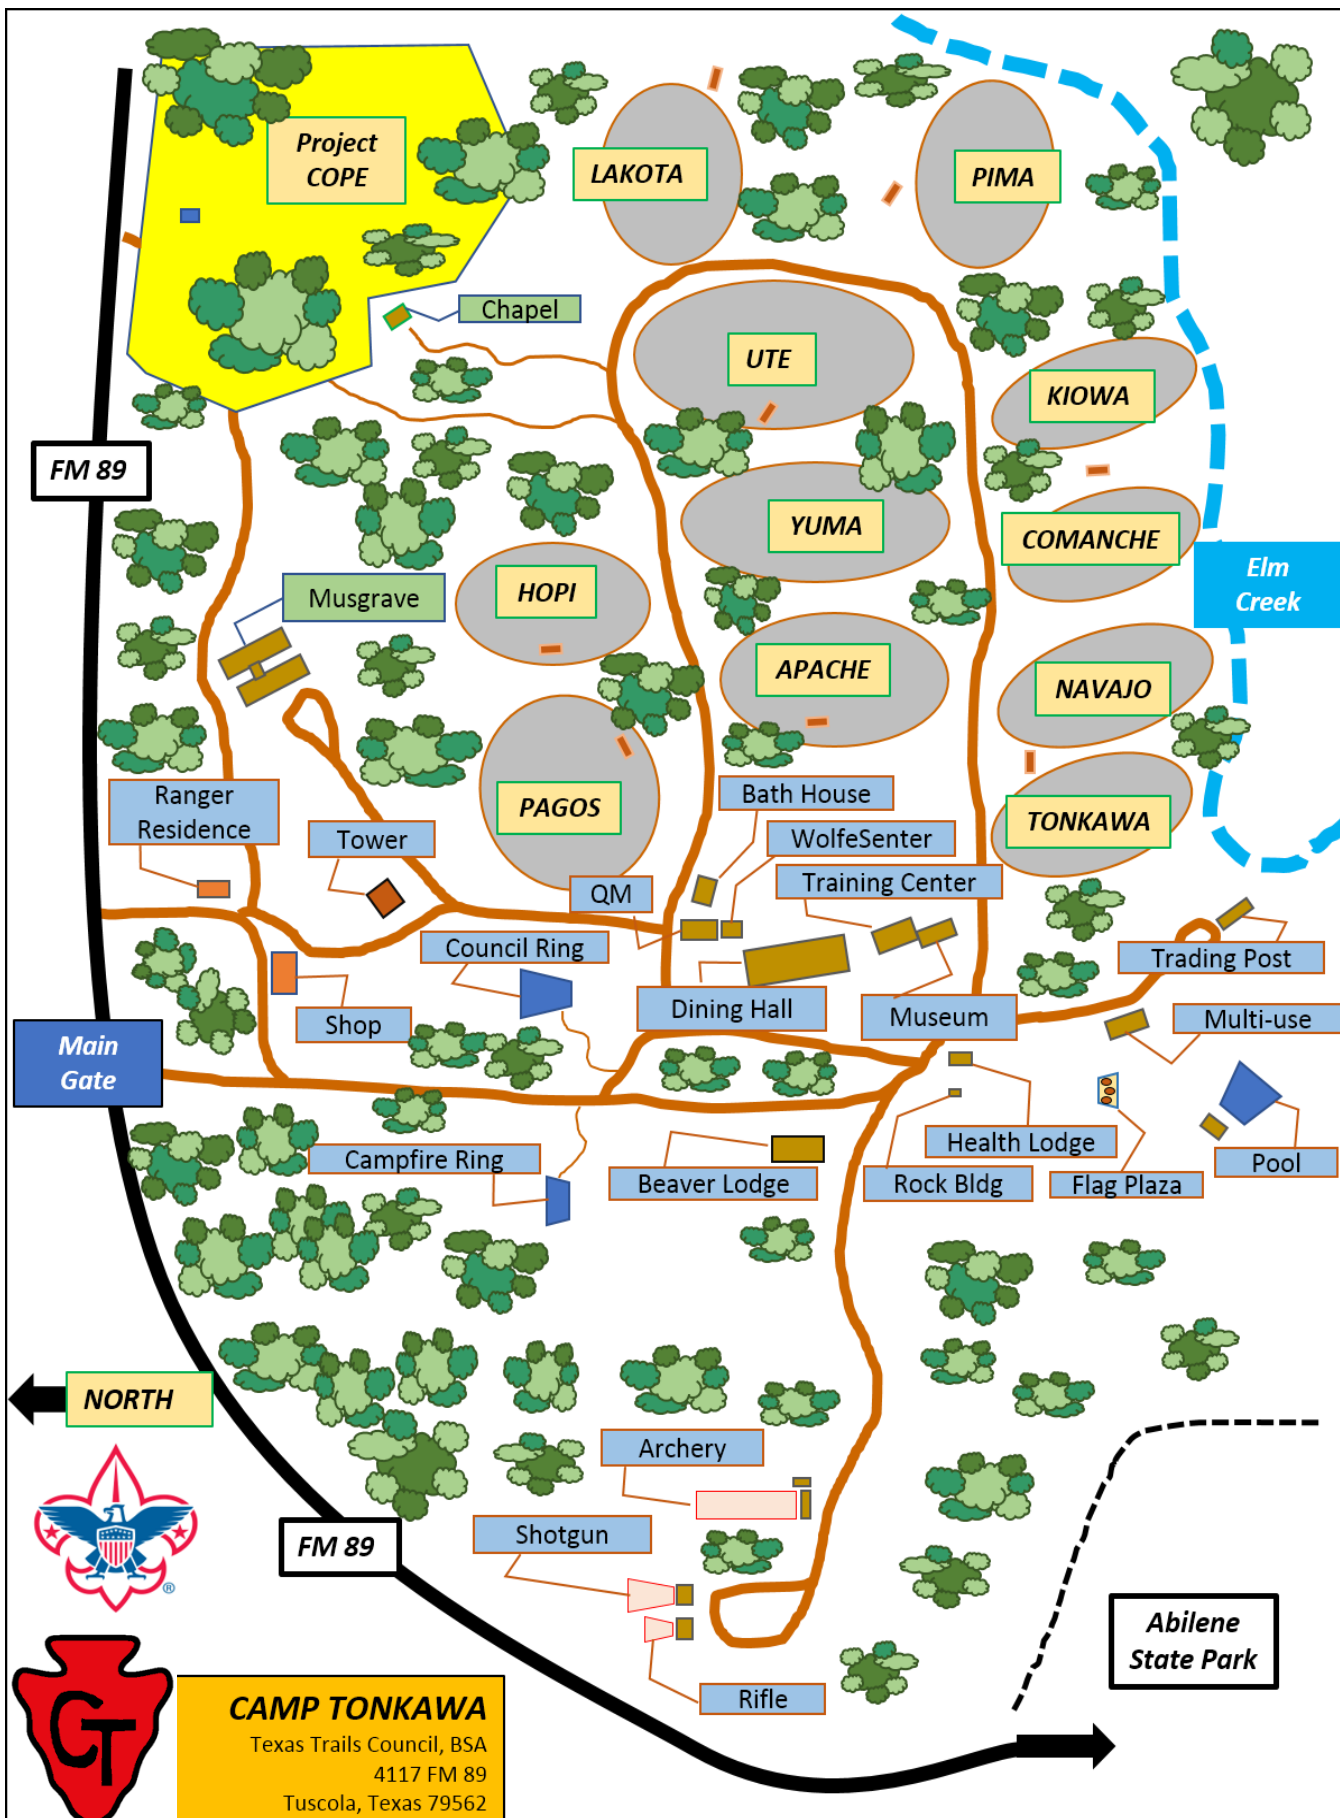 Project
COPE
LAKOTA
PIMA
Chapel
UTE
KIOWA
FM 89
YUMA
COMANCHE
Elm
Creek
HOPI
Musgrave
APACHE
NAVAJO
Ranger
Residence
Tower
PAGOS
Bath House
WolfeSenter
TONKAWA
Training Center
QM
Council Ring
Trading Post
Shop
Dining Hall
Museum
Multi-use
Main
Gate
Campfire Ring
Beaver Lodge
Rock Bldg
Health Lodge
Flag Plaza
Pool
NORTH
Archery
Shotgun
FM 89
®
Abilene
State Park
Rifle
CT
CAMP TONKAWA
Texas Trails Council, BSA
4117 FM 89
Tuscola, Texas 79562